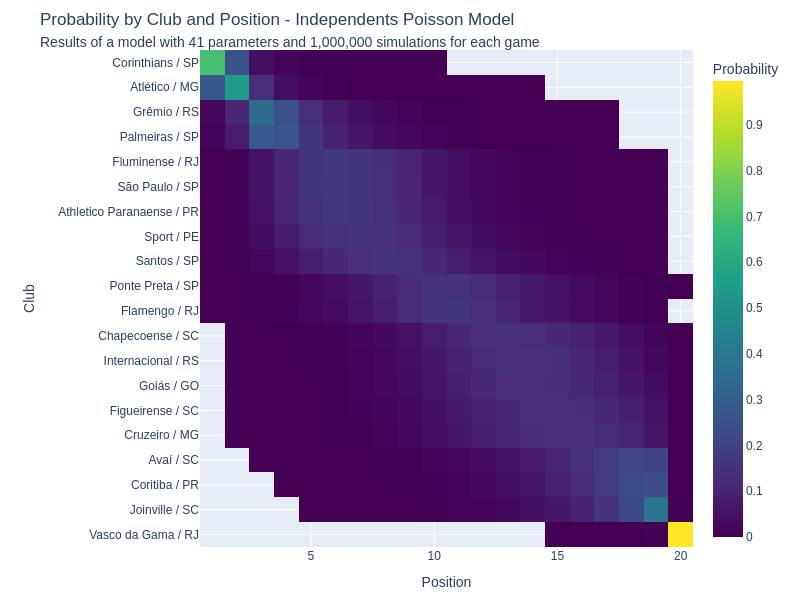 Probability by Club and Position - Independents Poisson Model
Results of a model with 41 parameters and 1,000,000 simulations for each game
Probability
Corinthians / SP
Atlético / MG
Grêmio / RS
Palmeiras / SP
Fluminense / RJ
São Paulo / SP
Athletico Paranaense / PR
Sport / PE
Santos / SP
Ponte Preta / SP
Flamengo / RJ
Chapecoense / SC
Internacional / RS
Goiás / GO
Figueirense / SC
Cruzeiro / MG
Avaí / SC
Coritiba / PR
Joinville / SC
Vasco da Gama / RJ
Club
5
10
15
20
Position
0.9
0.8
0.7
0.6
0.5
0.4
0.3
0.2
0.1
0